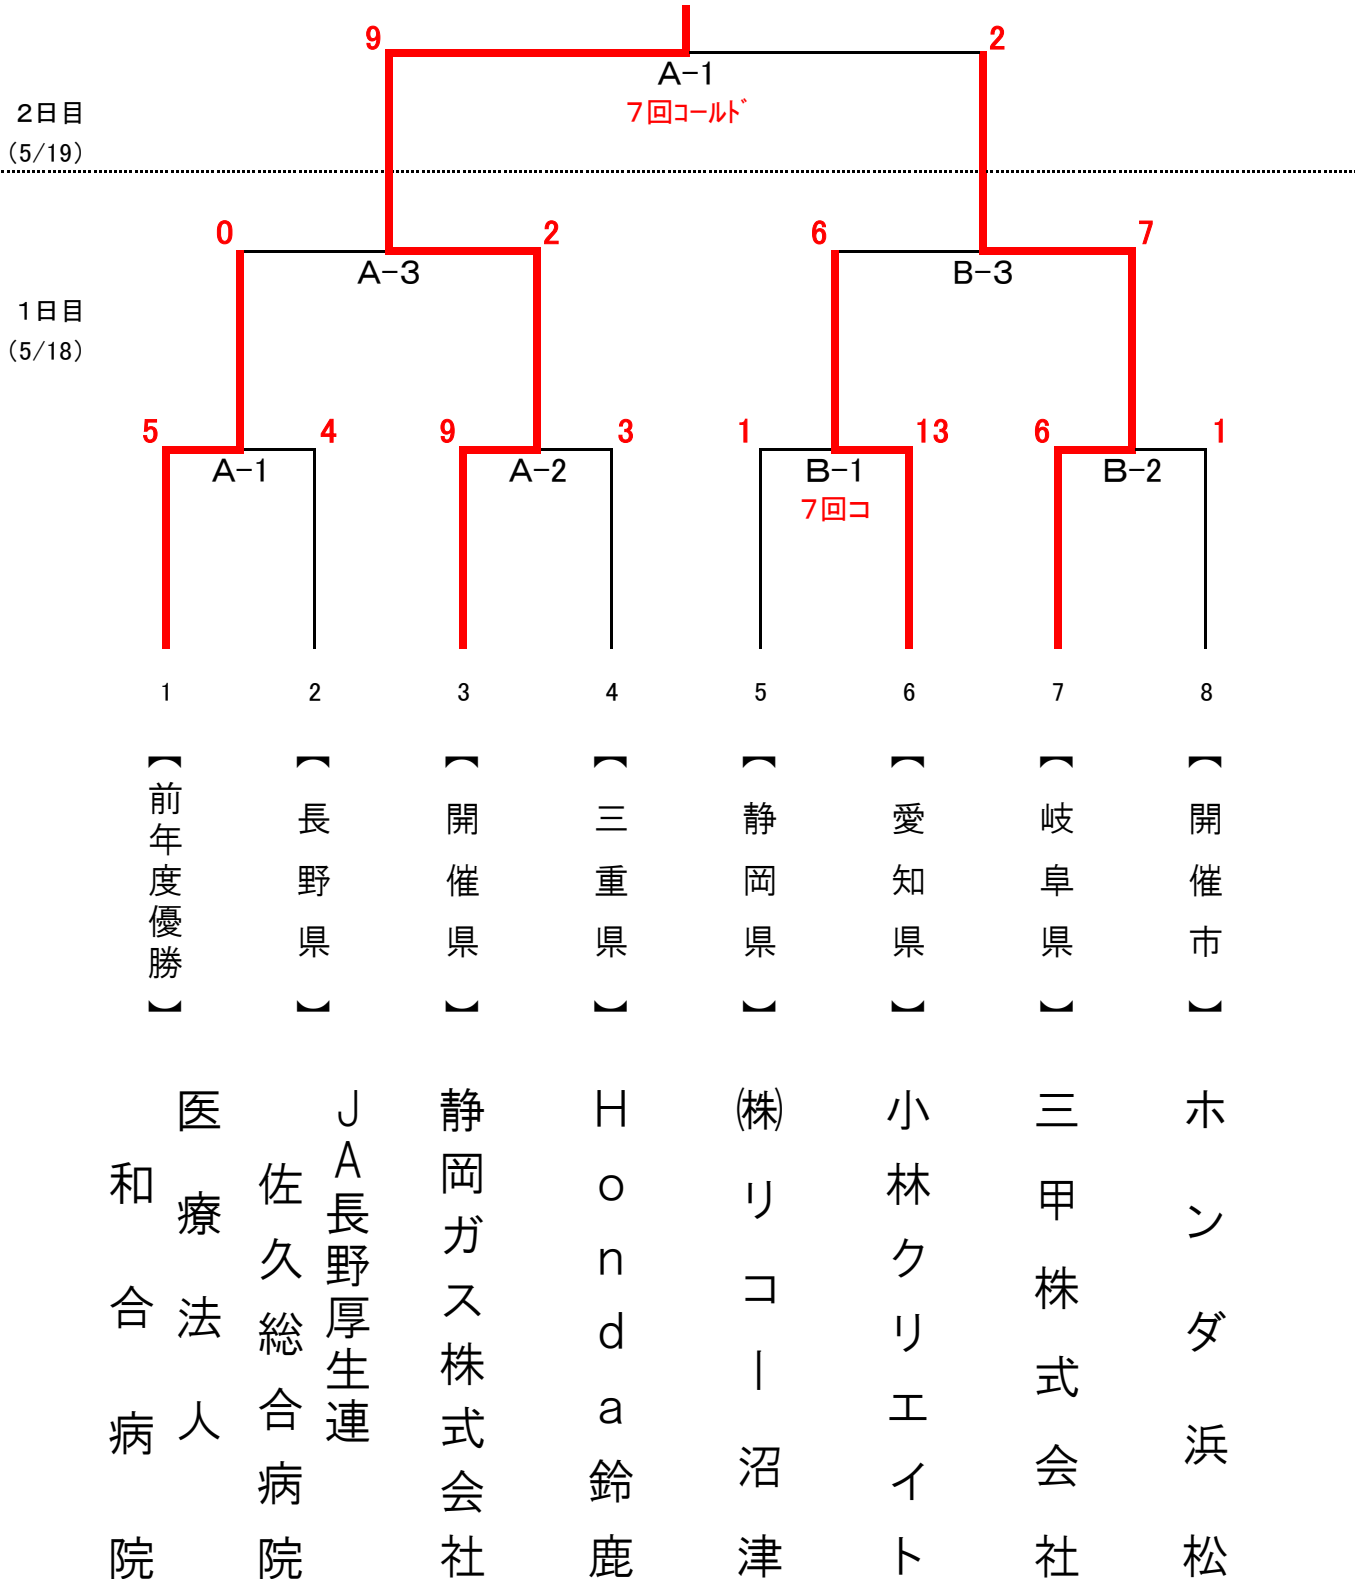 9
2
A-1
7回コールド
2日目
(5/19)
0
2
6
7
A-3
B-3
1日目
(5/18)
5
4
9
3
1
13
6
1
A-1
A-2
B-1
B-2
7回コ
1
2
3
4
5
6
7
8
【前年度優勝】
【長野県】
【開催県】
【三重県】
【静岡県】
【愛知県】
【岐阜県】
【開催市】
医療法人
和合病院
JA長野厚生連
佐久総合病院
静岡ガス株式会社
Honda鈴鹿
㈱リコー沼津
小林クリエイト
三甲株式会社
ホンダ浜松